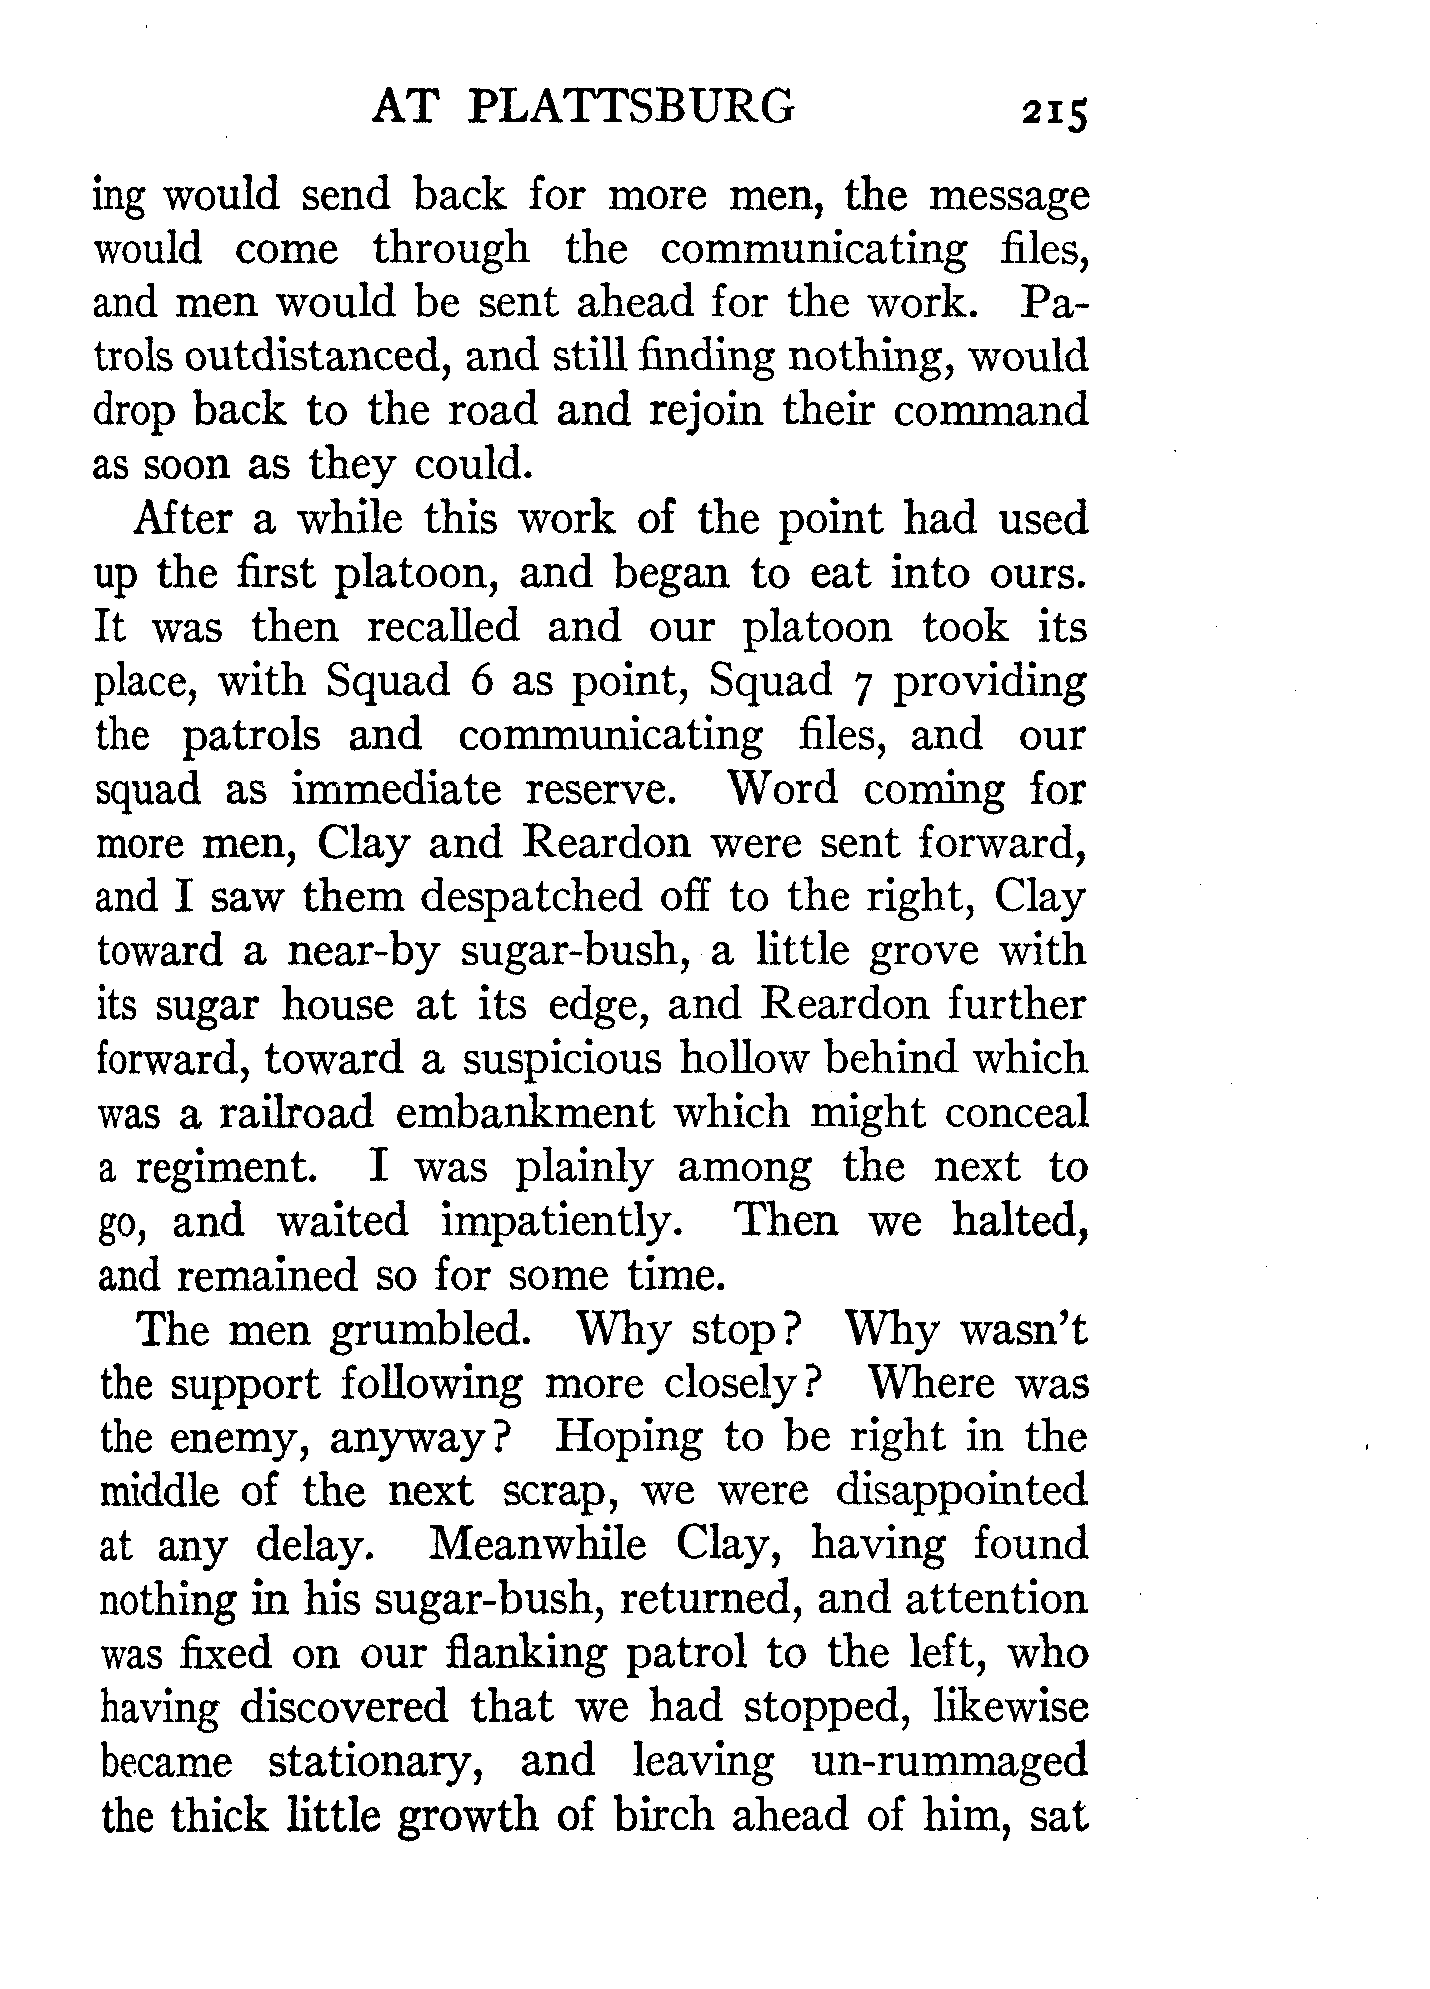 AT PLATTSBURG 215
ing would send back for more men, the message
would come through the communicating files,
and men would be sent ahead for the work. Pa-
trols outdistanced, and still finding nothing, would
drop back to the road and rejoin their command
as soon as they could.
After a while this work of the point had used
up the first platoon, and began to eat into ours.
It was then recalled and our platoon took its
place, with Squad 6 as point, Squad 7 providing
the patrols and communicating files, and our
squad as immediate reserve. Word coming for
more men, Clay and Reardon were sent forward,
and I saw them despatched off to the right, Clay
toward a near-by sugar-bush, a little grove with
its sugar house at its edge, and Reardon further
forward, toward a suspicious hollow behind which
was a railroad embankment which might conceal
a regiment. I was plainly among the next to
go, and waited impatiently. Then we halted,
and remained so for some time.
The men grumbled. Why stop? Why wasn't
the support following more closely? Where was
the enemy, anyway? Hoping to be right in the
middle of the next scrap, we were disappointed
at any delay. Meanwhile Clay, having found
nothing in his sugar-bush, returned, and attention
was fixed on our flanking patrol to the left, who
having discovered that we had stopped, likewise
became stationary, and leaving un-rummaged
the thick little growth of birch ahead of him, sat